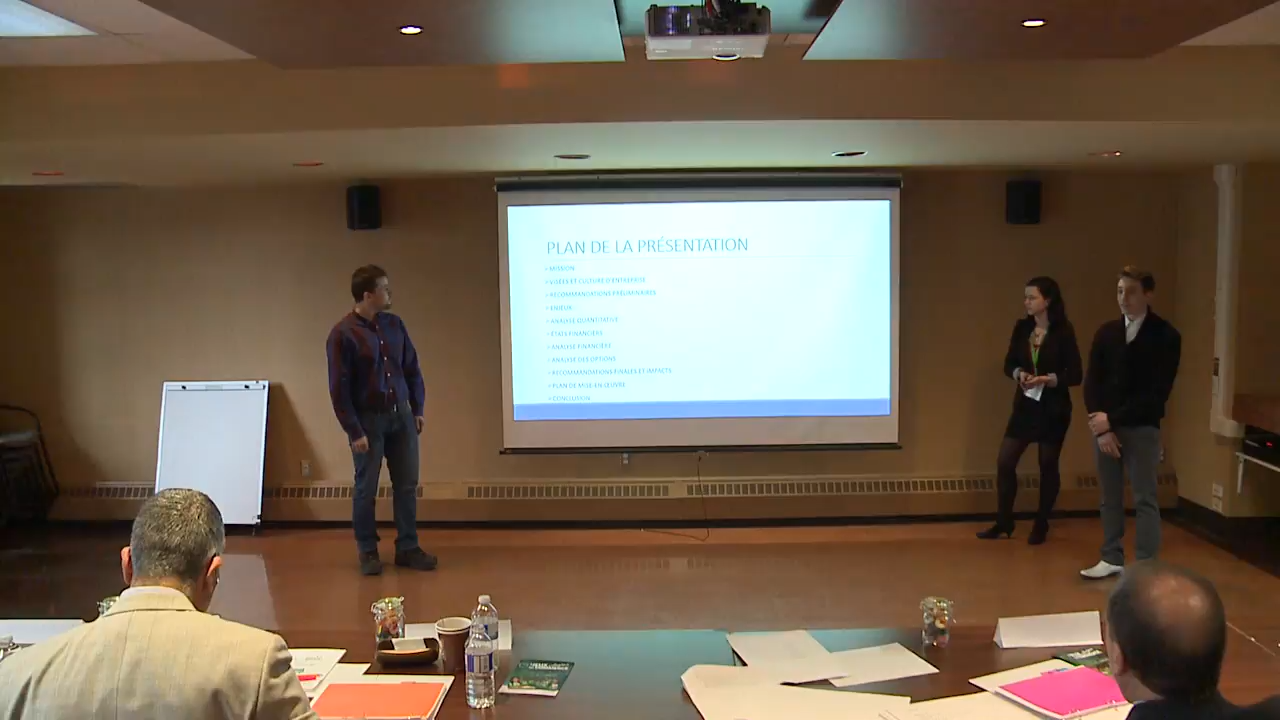 PLAN DE LA PRÉSENTATION
MISSION
VISÉES ET CULTURE D'ENTREPRISE
RECOMMANDATIONS PRÉLIMINAIRES
ENJEUX
ANALYSE QUANTITATIVE
ÉTATS FINANCIERS
ANALYSE FINANCIÈRE
ANALYSE DES OPTIONS
RECOMMANDATIONS FINALES ET IMPACTS
PLAN DE MISE-EN-ŒUVRE
CONCLUSION